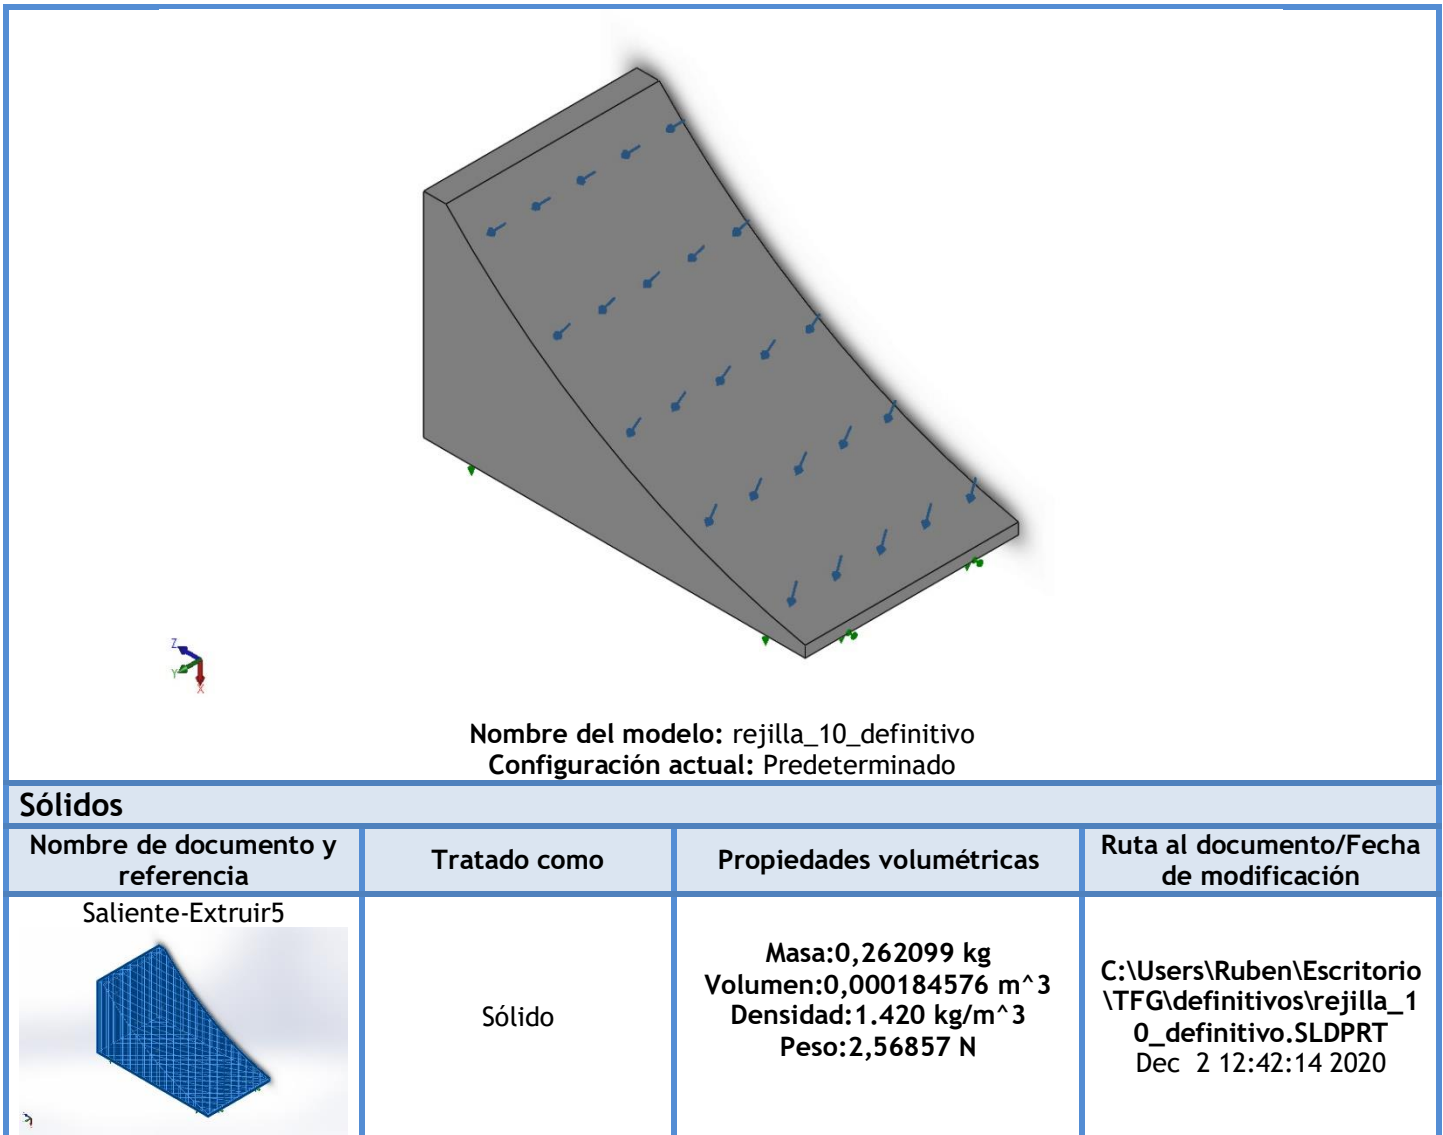 Z
Y
X
Nombre del modelo: rejilla_10_definitivo
Configuración actual: Predeterminado
Sólidos
Nombre de documento y
referencia
Tratado como
Propiedades volumétricas
Ruta al documento/Fecha
de modificación
Saliente-Extruir5
Sólido
Masa:0,262099 kg
Volumen:0,000184576 m^3
Densidad:1.420 kg/m^3
Peso:2,56857 N
C:\Users\Ruben\Escritorio
\TFG\definitivos\rejilla_1
0_definitivo.SLDPRT
Dec 2 12:42:14 2020